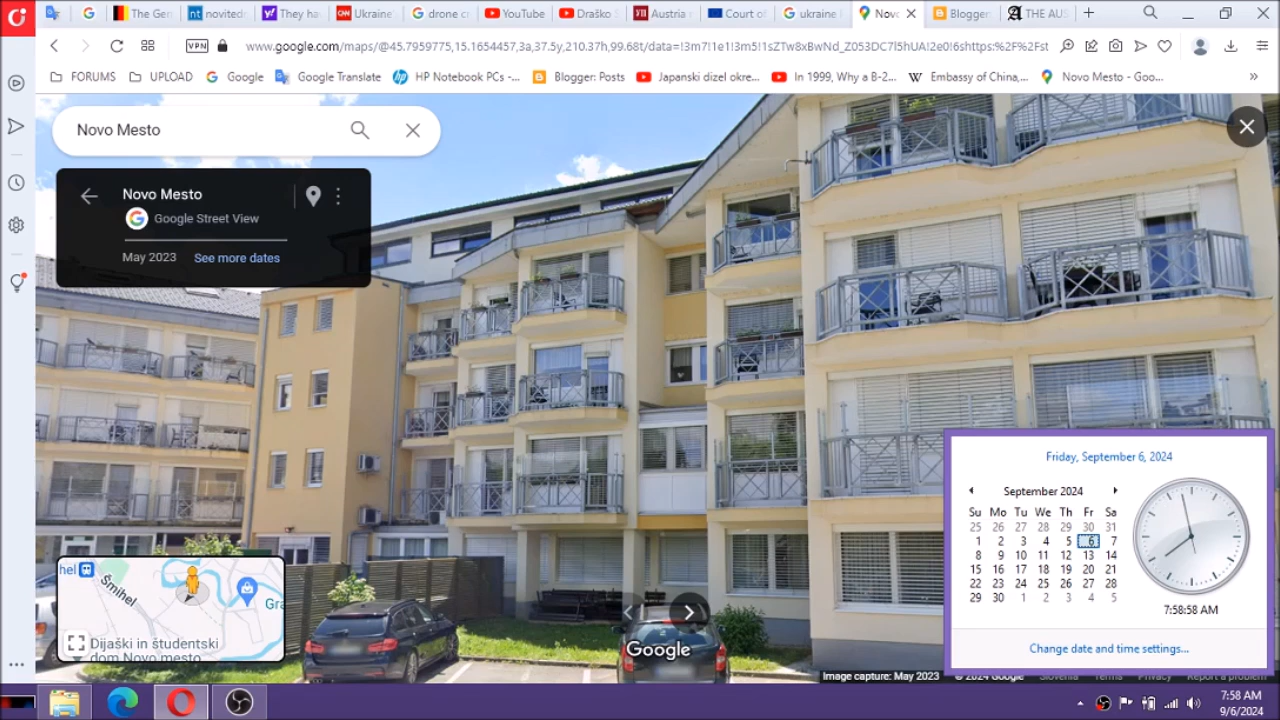 The Gen
novitedn
They ha
Ukraine'
drone c
YouTube
Draško
Austria
Court of
ukraine
Novo
Blogger
THE AUS
VPN
www.google.com/maps/@45.7959775,15.1654457,3a,37.5y,210.37h,99.68t/data=!3m7!1e1!3m5!1sZTw8xBwNd_Z053DC7l5hUA!2e0!6shttps:%2F%2Fst
FORUMS
UPLOAD
Google
Google Translate
HP Notebook PCs -...
Blogger: Posts
Japanski dizel okre...
In 1999, Why a B-2...
Embassy of China,...
Novo Mesto - Goo...
Novo Mesto
Novo Mesto
Google Street View
May 2023 See more dates
Friday, September 6, 2024
September 2024
Su Mo Tu We Th Fr Sa
25 26 27 28 29 30 31
1 2 3 4 5 6 7
8 9 10 11 12 13 14
15 16 17 18 19 20 21
22 23 24 25 26 27 28
29 30 1 2 3 4 5
7:58:58 AM
Change date and time settings...
hel
Šmihel
Gra
Dijaški in študentski
dom Novo mesto
Google
Image capture: May 2023 © 2024 Google Slovenia Terms Privacy Report a problem
7:58 AM
9/6/2024